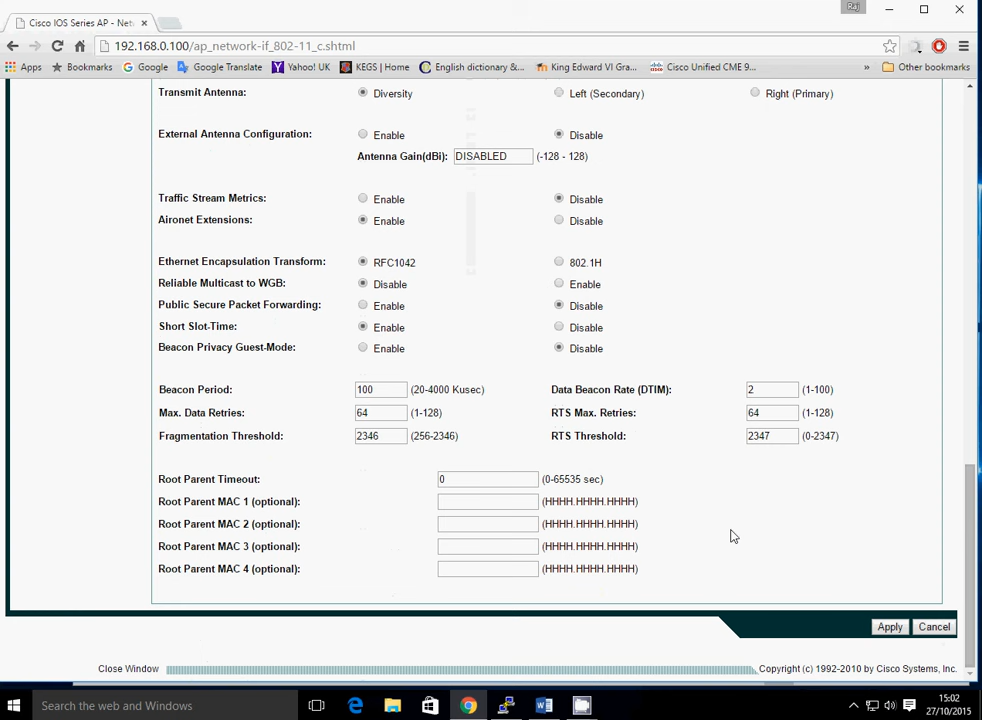 Raj
Cisco IOS Series AP - Net
192.168.0.100/ap_network-if_802-11_c.shtml
Apps Bookmarks Google Google Translate Yahoo! UK KEGS | Home English dictionary &... King Edward VI Gra... Cisco Unified CME 9... » Other bookmarks
Transmit Antenna: Diversity Left (Secondary) Right (Primary)
External Antenna Configuration: Enable Disable
Antenna Gain(dBi): DISABLED (-128 - 128)
Traffic Stream Metrics: Enable Disable
Aironet Extensions: Enable Disable
Ethernet Encapsulation Transform: RFC1042 802.1H
Reliable Multicast to WGB: Disable Enable
Public Secure Packet Forwarding: Enable Disable
Short Slot-Time: Enable Disable
Beacon Privacy Guest-Mode: Enable Disable
Beacon Period: 100 (20-4000 Kusec) Data Beacon Rate (DTIM): 2 (1-100)
Max. Data Retries: 64 (1-128) RTS Max. Retries: 64 (1-128)
Fragmentation Threshold: 2346 (256-2346) RTS Threshold: 2347 (0-2347)
Root Parent Timeout: 0 (0-65535 sec)
Root Parent MAC 1 (optional): (HHHH.HHHH.HHHH)
Root Parent MAC 2 (optional): (HHHH.HHHH.HHHH)
Root Parent MAC 3 (optional): (HHHH.HHHH.HHHH)
Root Parent MAC 4 (optional): (HHHH.HHHH.HHHH)
Apply Cancel
Close Window Copyright (c) 1992-2010 by Cisco Systems, Inc.
Search the web and Windows
15:02
27/10/2015